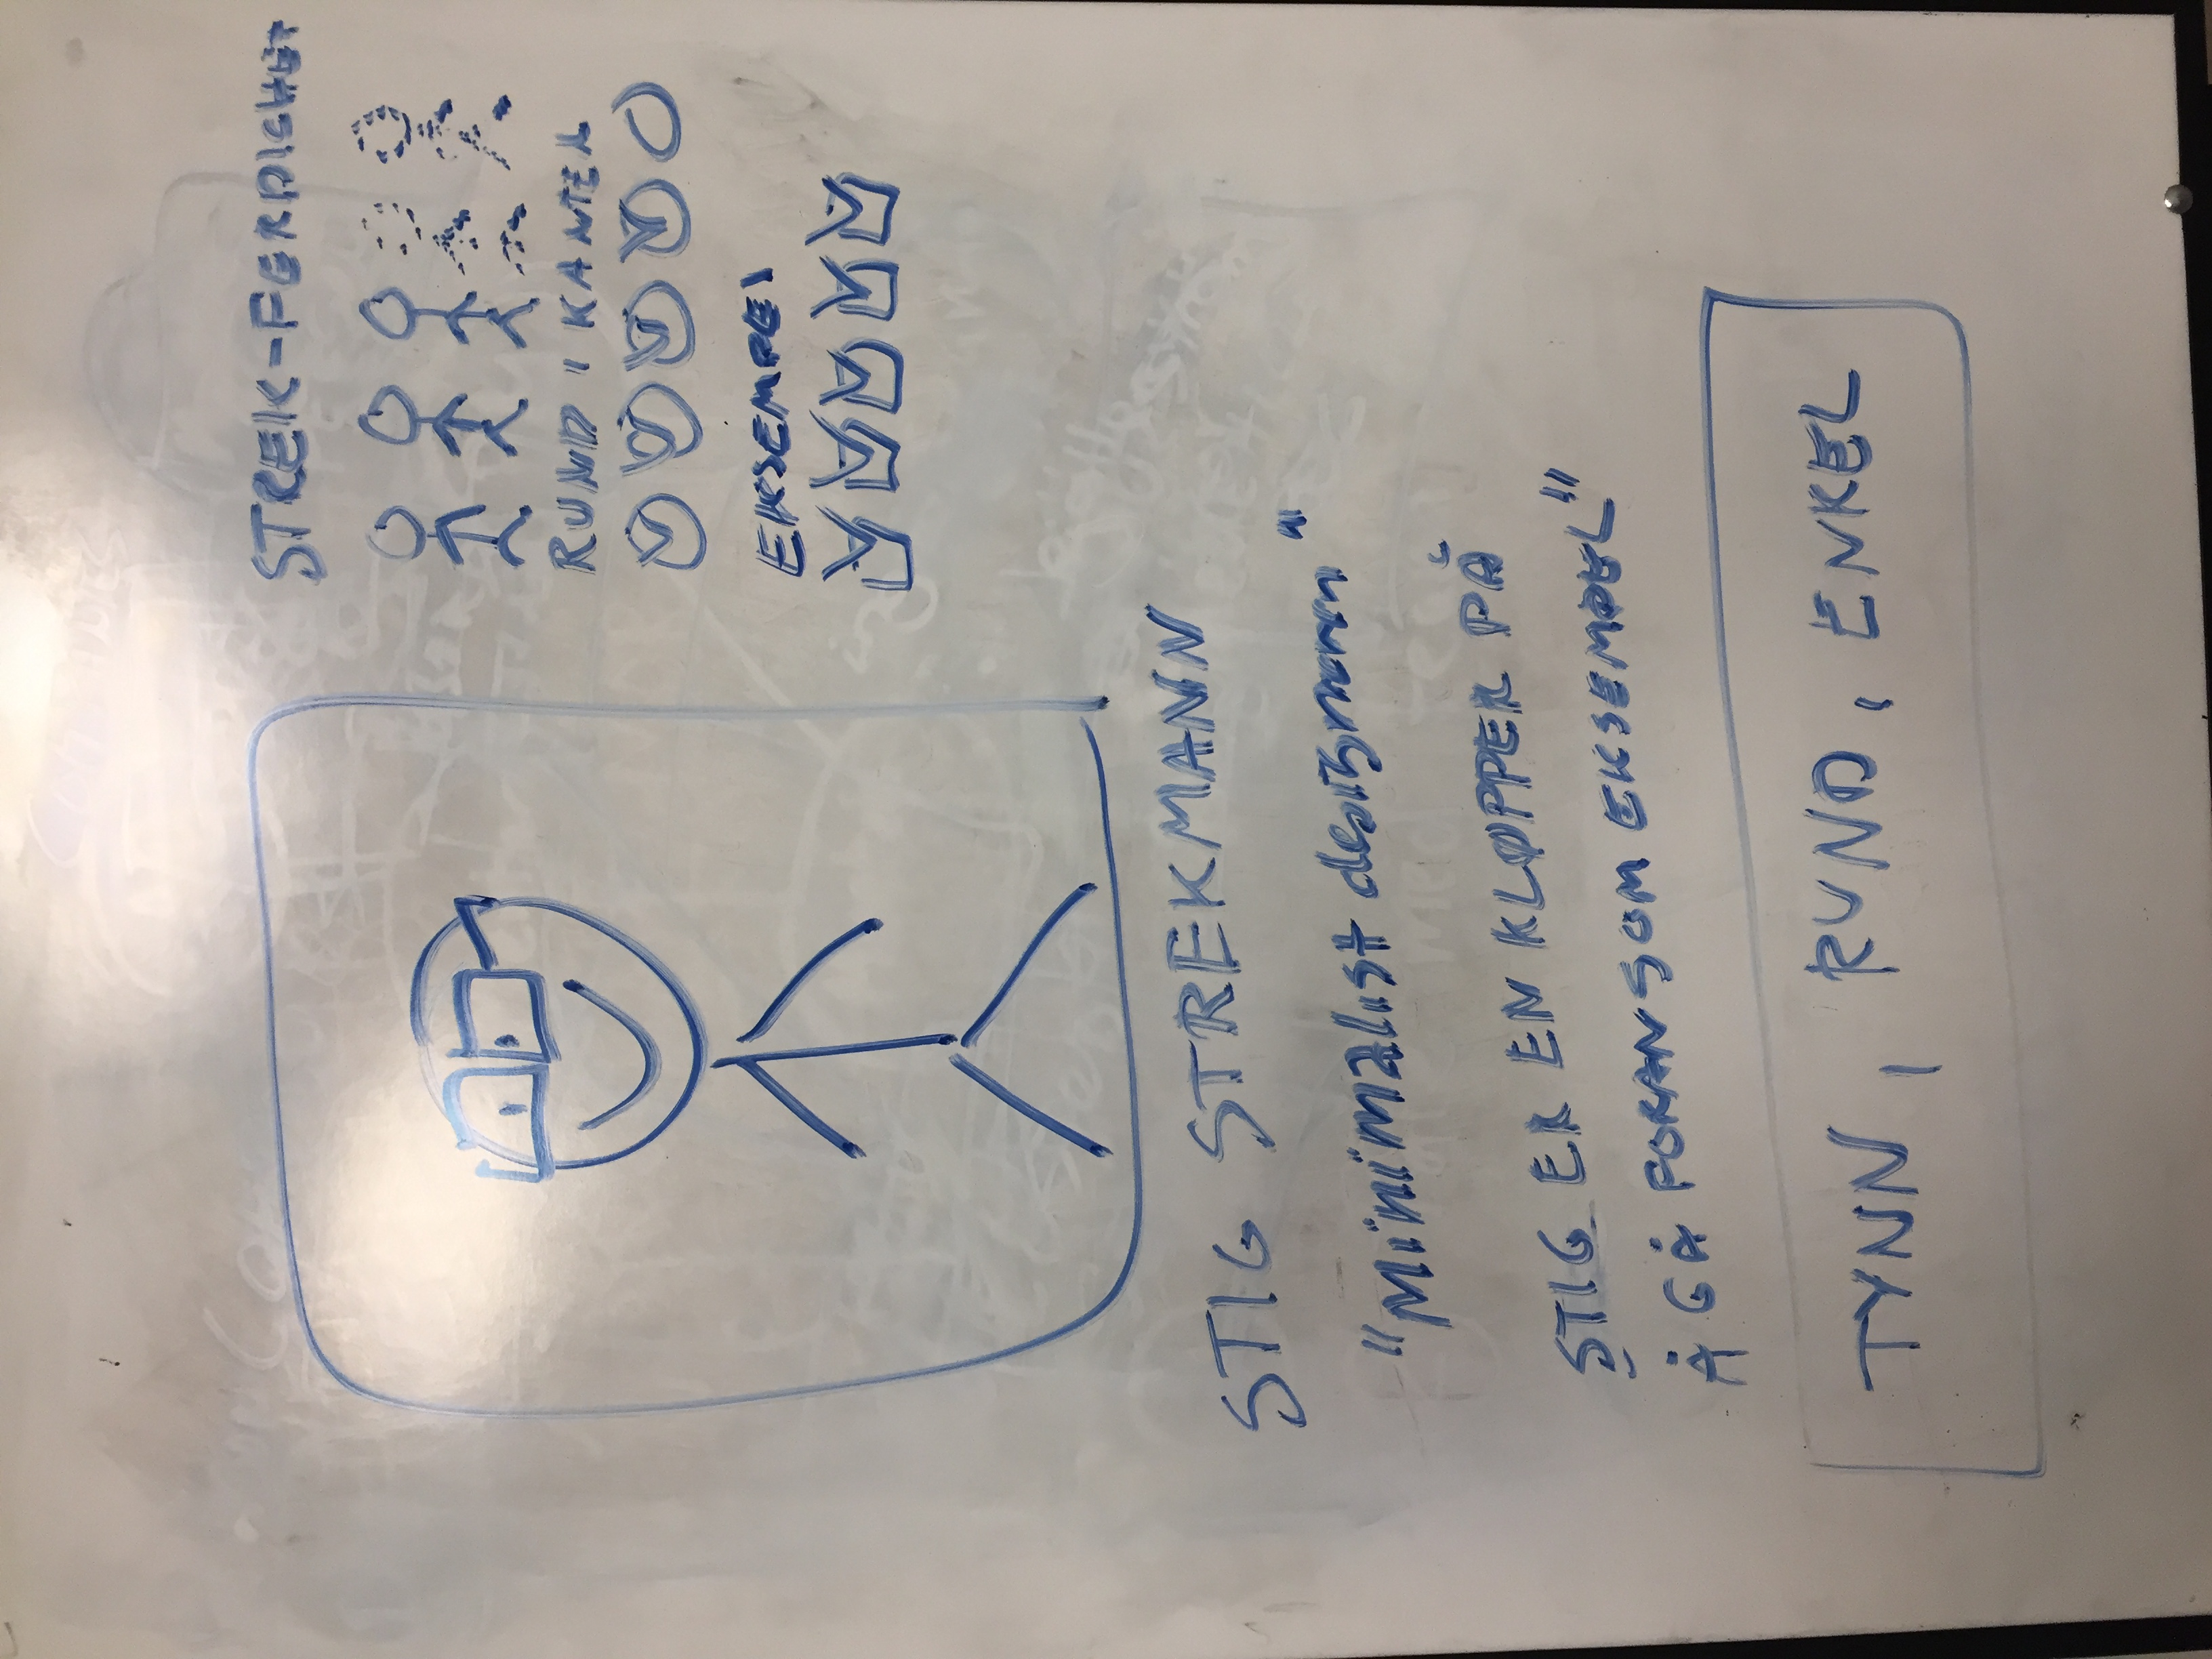 STREK-FERDIGHET
RUND I KANTEN
EKSEMPEL
STIG STREKMANN
"Minimalist designmann"
STIG ER EN KLØPPER PÅ
Å GÅ FORAN SOM EKSEMPEL"
TYNN, RUND, ENKEL